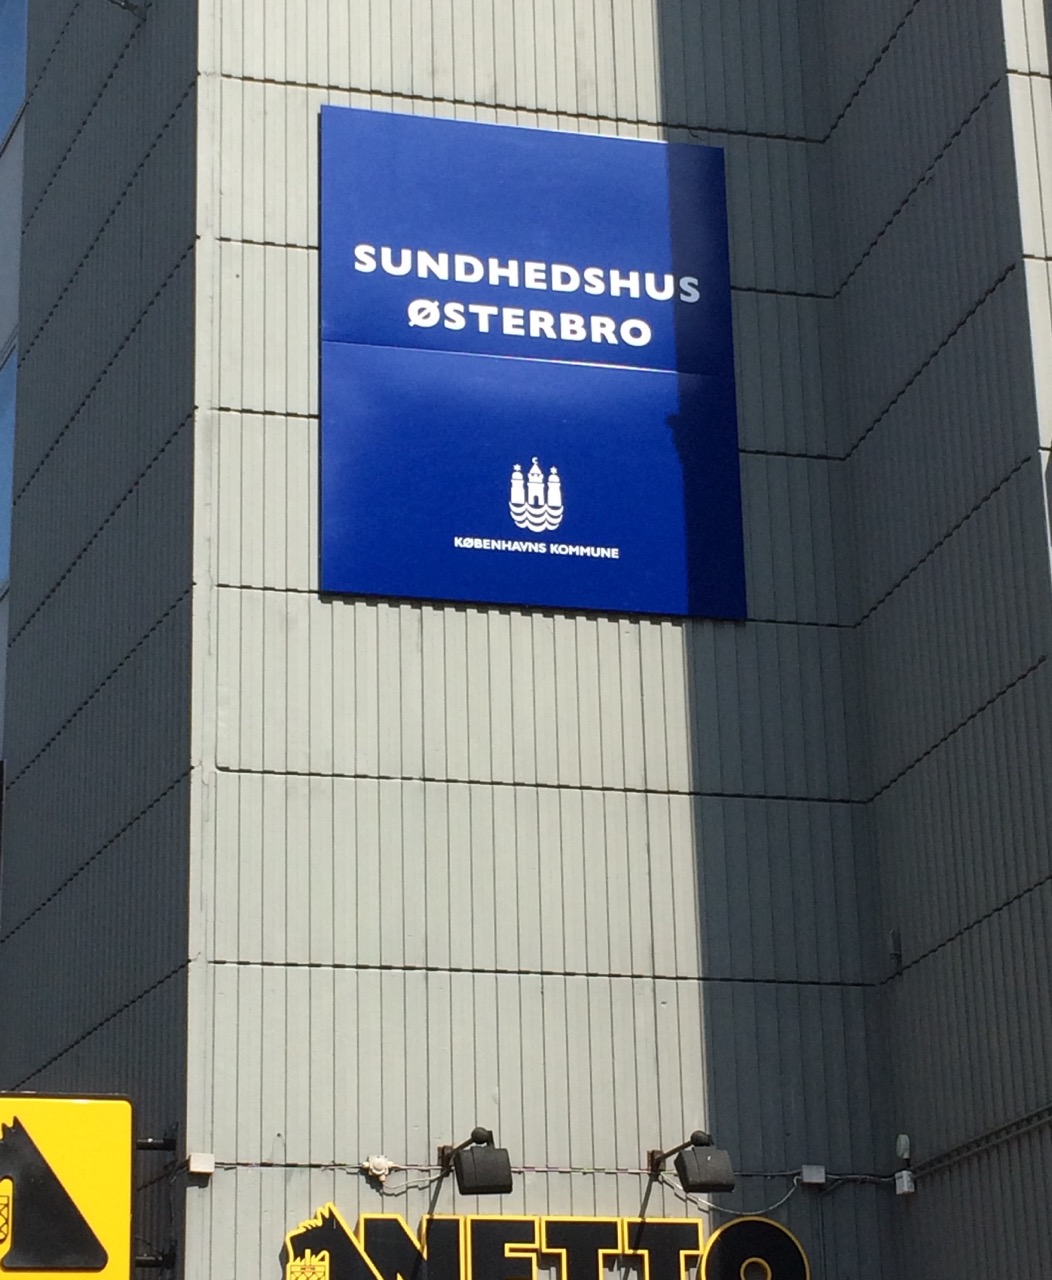 SUNDHEDSHUS
ØSTERBRO
KØBENHAVNS KOMMUNE
NETTO